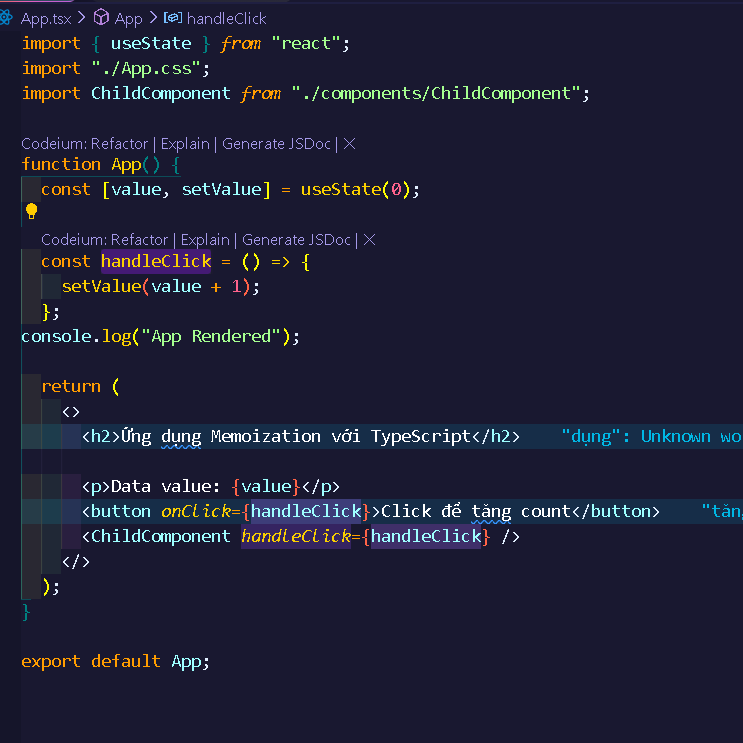 App.tsx > App > handleClick
import { useState } from "react";
import "./App.css";
import ChildComponent from "./components/ChildComponent";
Codeium: Refactor | Explain | Generate JSDoc | X
function App() {
const [value, setValue] = useState(0);
Codeium: Refactor | Explain | Generate JSDoc | X
const handleClick = () => {
setValue(value + 1);
};
console.log("App Rendered");
return (
<>
<h2>Ứng dụng Memoization với TypeScript</h2> "dụng": Unknown wo
<p>Data value: {value}</p>
<button onClick={handleClick}>Click để tăng count</button> "tăng
<ChildComponent handleClick={handleClick} />
</>
);
}
export default App;